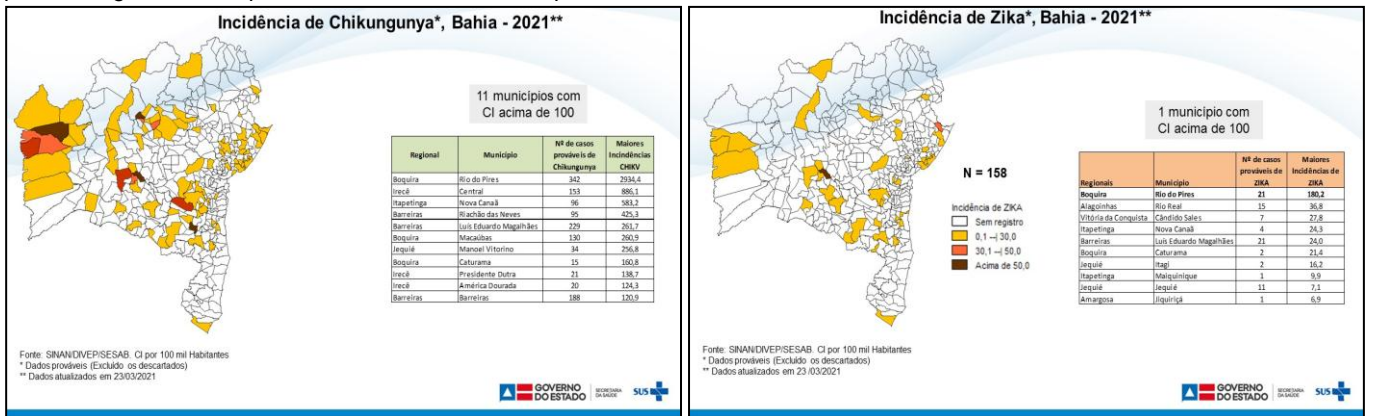 Incidência de Chikungunya*, Bahia - 2021**
11 municípios com
CI acima de 100
Regional Município Nº de casos prováveis de Chikungunya Maiores Incindências CHIKV
Boquira Rio do Pires 342 2934,4
Irecê Central 153 886,1
Itapetinga Nova Canaã 96 583,2
Barreiras Riachão das Neves 95 425,3
Barreiras Luís Eduardo Magalhães 229 261,7
Boquira Macaúbas 130 260,9
Jequié Manoel Vitorino 34 256,8
Boquira Caturama 15 160,8
Irecê Presidente Dutra 21 138,7
Irecê América Dourada 20 124,3
Barreiras Barreiras 188 120,9
Fonte: SINAN/DIVEP/SESAB. CI por 100 mil Habitantes
* Dados prováveis (Excluído os descartados)
** Dados atualizados em 23/03/2021
GOVERNO
DO ESTADO
SECRETARIA
DA SAÚDE
SUS
Incidência de Zika*, Bahia - 2021**
1 município com
CI acima de 100
N = 158
Incidência de ZIKA
Sem registro
0,1 --| 30,0
30,1 --| 50,0
Acima de 50,0
Regionais Município Nº de casos prováveis de ZIKA Maiores Incidências de ZIKA
Boquira Rio do Pires 21 180,2
Alagoinhas Rio Real 15 36,8
Vitória da Conquista Cândido Sales 7 27,8
Itapetinga Nova Canaã 4 24,3
Barreiras Luís Eduardo Magalhães 21 24,0
Boquira Caturama 2 21,4
Jequié Itagi 2 16,2
Itapetinga Maiquinique 1 9,9
Jequié Jequié 11 7,1
Amargosa Jiquiriçá 1 6,9
Fonte: SINAN/DIVEP/SESAB. CI por 100 mil Habitantes
* Dados prováveis (Excluído os descartados)
** Dados atualizados em 23 /03/2021
GOVERNO
DO ESTADO
SECRETARIA
DA SAÚDE
SUS